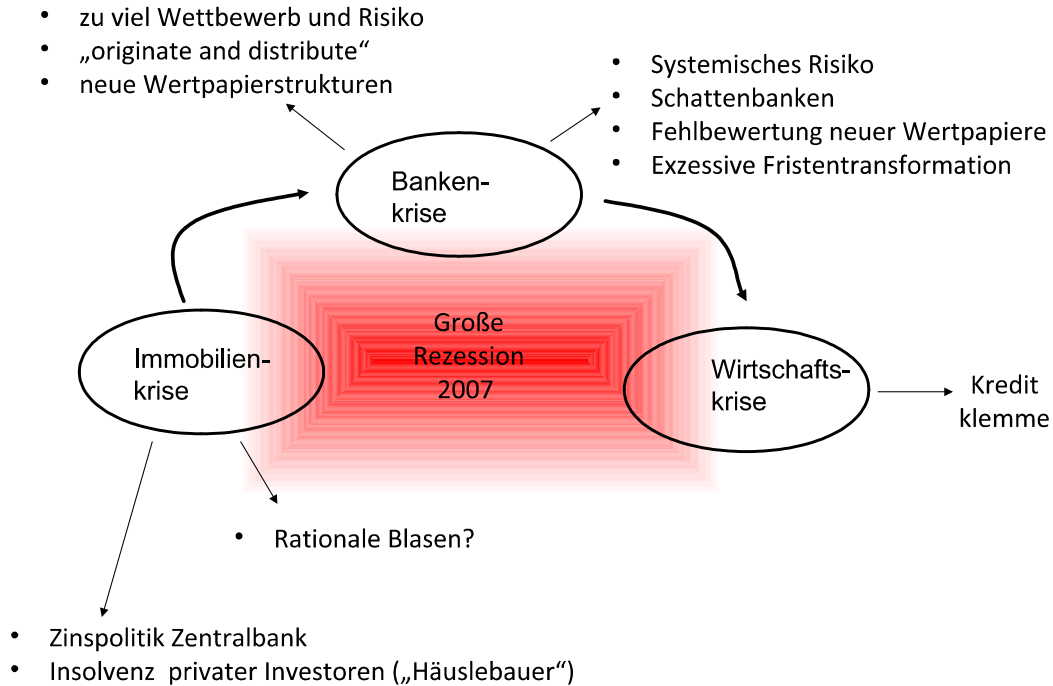 • zu viel Wettbewerb und Risiko
• „originate and distribute“
• neue Wertpapierstrukturen
• Systemisches Risiko
• Schattenbanken
• Fehlbewertung neuer Wertpapiere
• Exzessive Fristentransformation
Banken-
krise
Große
Rezession
2007
Immobilien-
krise
Wirtschafts-
krise
Kredit
klemme
• Rationale Blasen?
• Zinspolitik Zentralbank
• Insolvenz privater Investoren („Häuslebauer“)